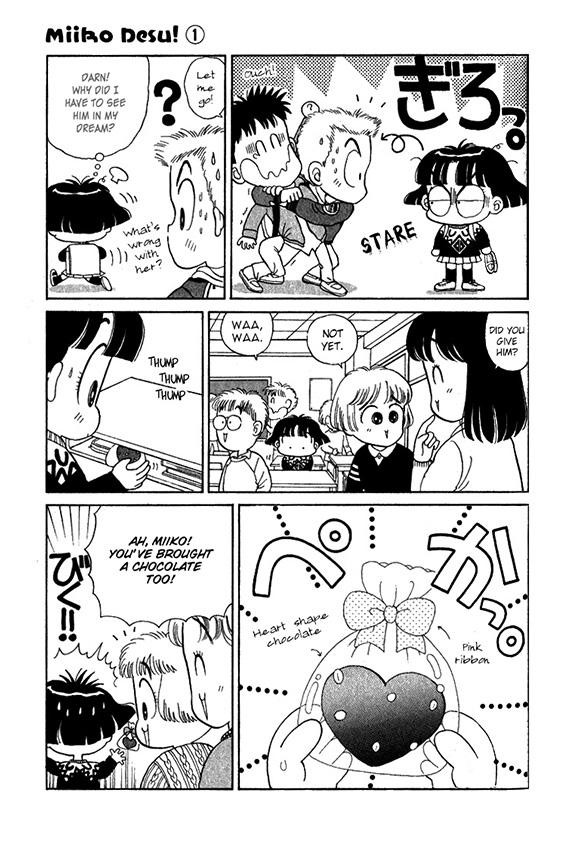 Miiko Desu! ①
DARN!
WHY DID I
HAVE TO SEE
HIM IN MY
DREAM?
?
Let
me
go!
What's
wrong
with
her?
Ouch!
?
ぎろっ。
STARE
THUMP
THUMP
THUMP
WAA,
WAA.
NOT
YET.
DID YOU
GIVE
HIM?
びく!!
AH, MIIKO!
YOU'VE BROUGHT
A CHOCOLATE
TOO!
ぺかっ。
Heart shape
chocolate
Pink
ribbon